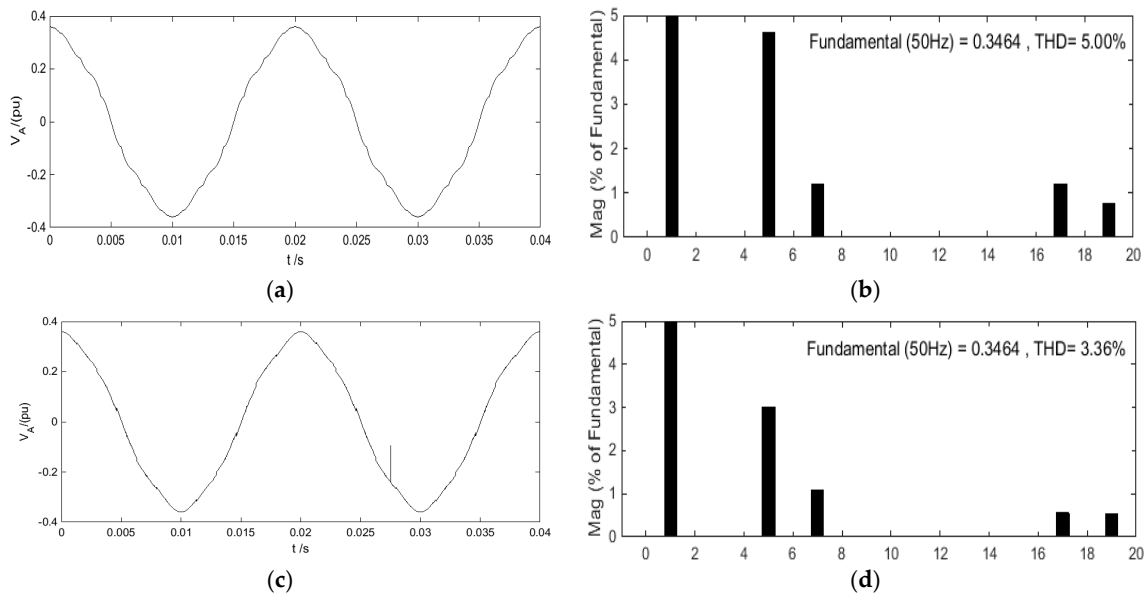 0.4
0.2
0
-0.2
-0.4
V_A/(pu)
0 0.005 0.01 0.015 0.02 0.025 0.03 0.035 0.04
t /s
(a)
5
4
3
2
1
0
Mag (% of Fundamental)
Fundamental (50Hz) = 0.3464 , THD= 5.00%
0 2 4 6 8 10 12 14 16 18 20
(b)
0.4
0.2
0
-0.2
-0.4
V_A/(pu)
0 0.005 0.01 0.015 0.02 0.025 0.03 0.035 0.04
t /s
(c)
5
4
3
2
1
0
Mag (% of Fundamental)
Fundamental (50Hz) = 0.3464 , THD= 3.36%
0 2 4 6 8 10 12 14 16 18 20
(d)